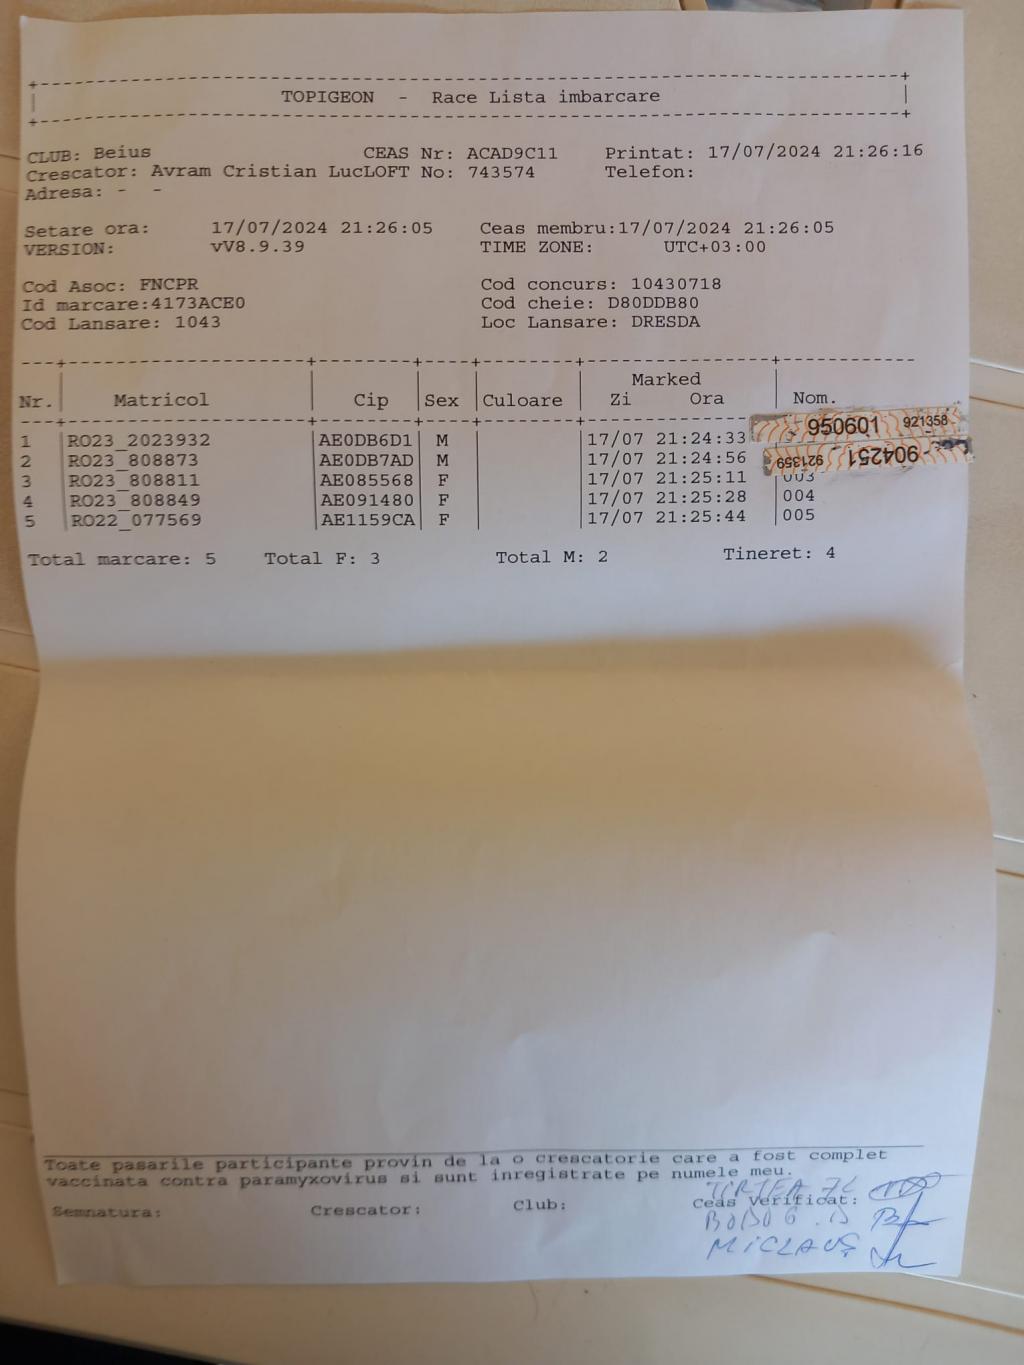 TOPIGEON - Race Lista imbarcare
CLUB: Beius CEAS Nr: ACAD9C11 Printat: 17/07/2024 21:26:16
Crescator: Avram Cristian LucLOFT No: 743574 Telefon:
Adresa: - -
Setare ora: 17/07/2024 21:26:05 Ceas membru:17/07/2024 21:26:05
VERSION: vV8.9.39 TIME ZONE: UTC+03:00
Cod Asoc: FNCPR Cod concurs: 10430718
Id marcare:4173ACE0 Cod cheie: D80DDB80
Cod Lansare: 1043 Loc Lansare: DRESDA
Marked
Nr. Matricol Cip Sex Culoare Zi Ora Nom.
1 RO23_2023932 AE0DB6D1 M 17/07 21:24:33 950601 921358
2 RO23_808873 AE0DB7AD M 17/07 21:24:56 904251 921359
3 RO23_808811 AE085568 F 17/07 21:25:11 003
4 RO23_808849 AE091480 F 17/07 21:25:28 004
5 RO22_077569 AE1159CA F 17/07 21:25:44 005
Total marcare: 5 Total F: 3 Total M: 2 Tineret: 4
Toate pasarile participante provin de la o crescatorie care a fost complet
vaccinata contra paramyxovirus si sunt inregistrate pe numele meu.
Semnatura: Crescator: Club: Ceas Verificat:
MICLAUȘ